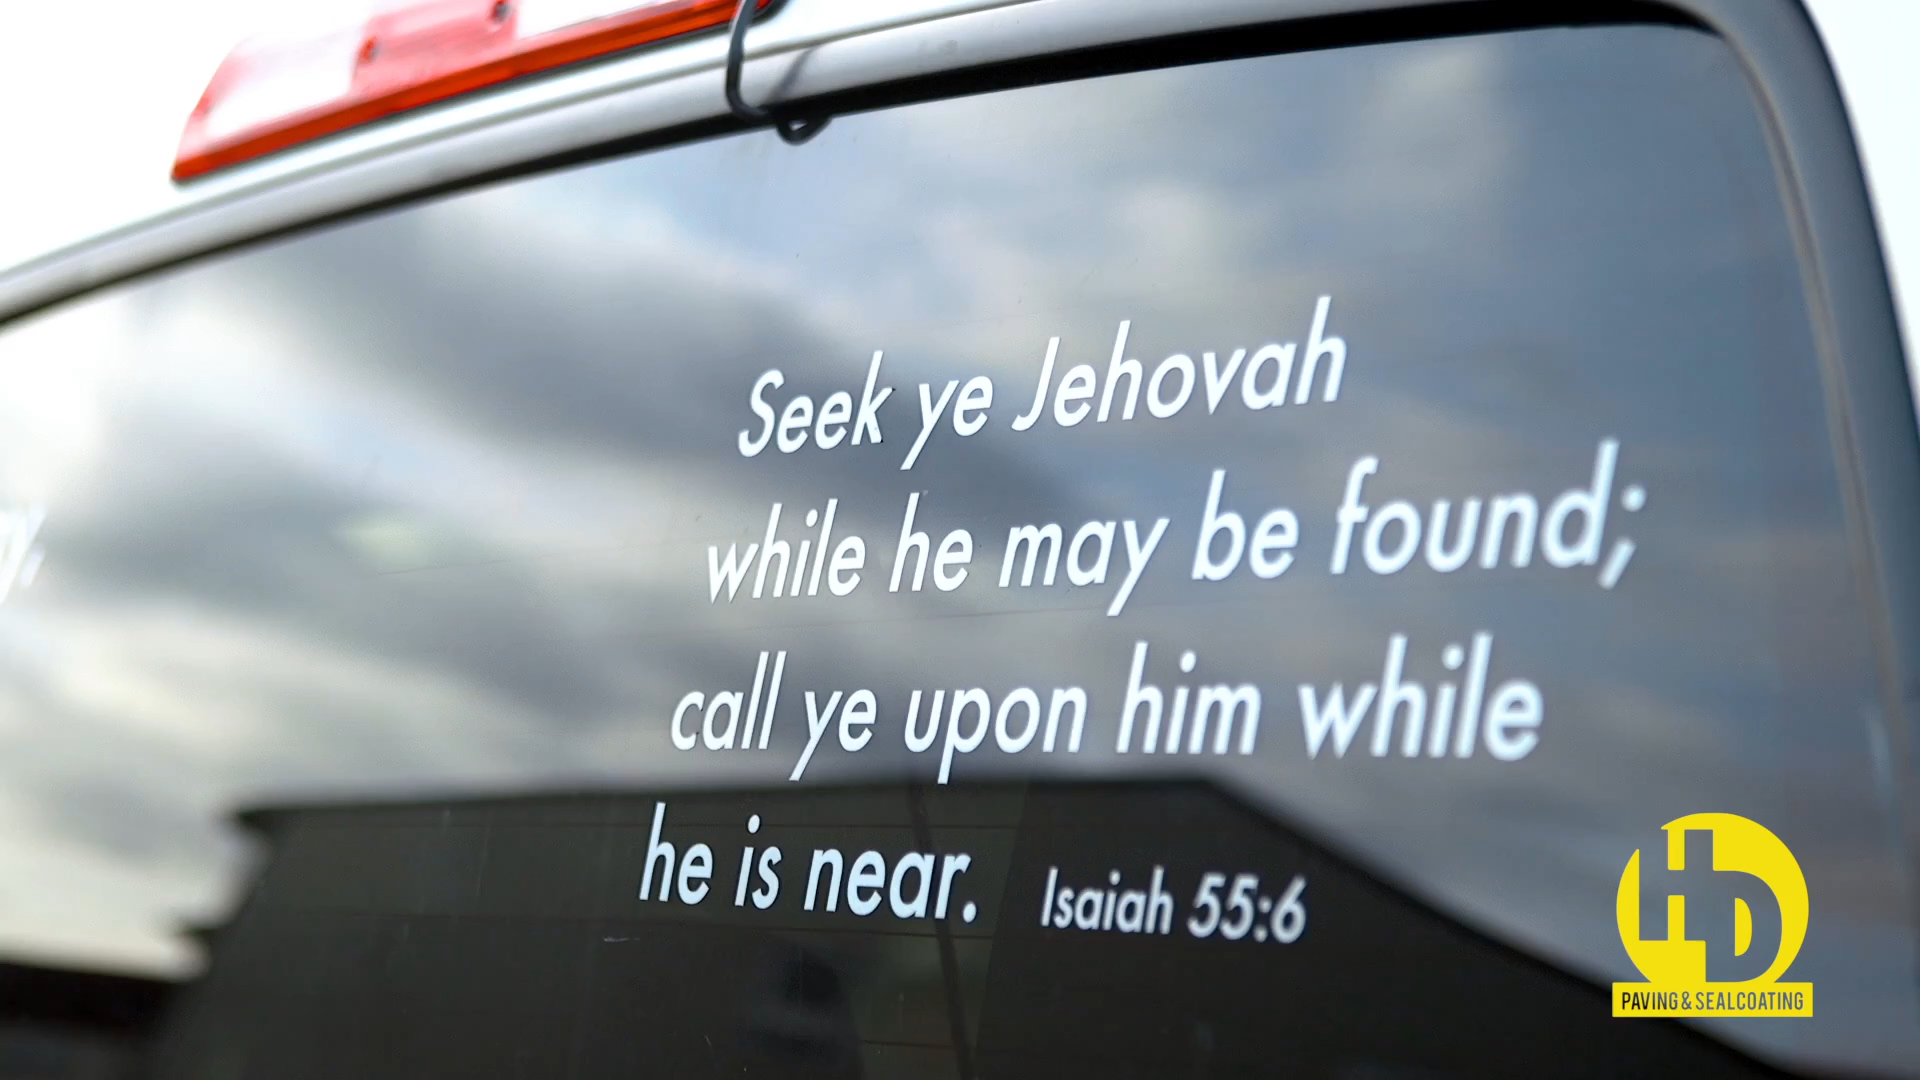 Seek ye Jehovah
while he may be found;
call ye upon him while
he is near. Isaiah 55:6
HD
PAVING & SEALCOATING